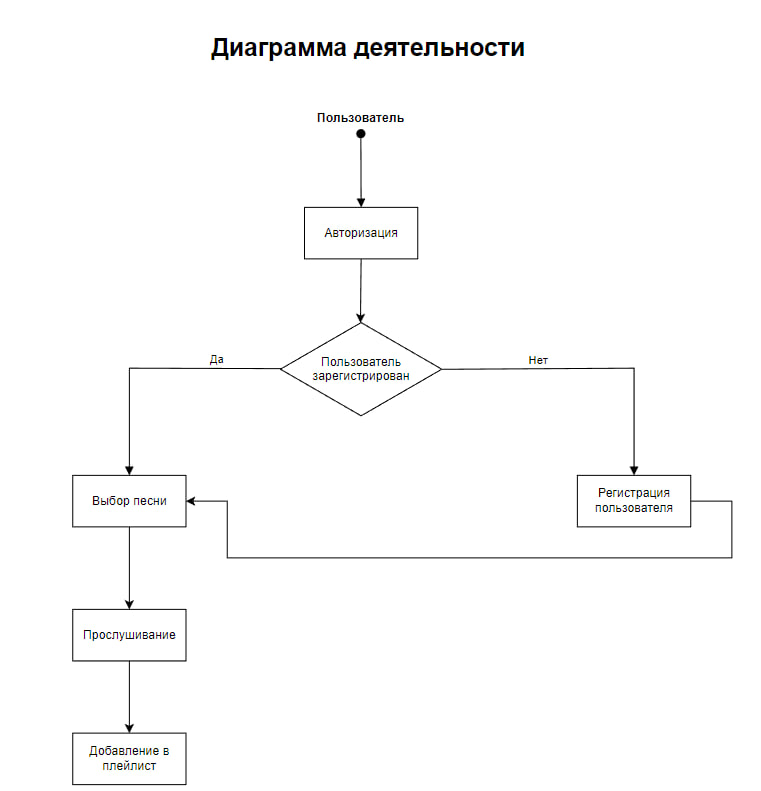 Диаграмма деятельности
Пользователь
Авторизация
Пользователь
зарегистрирован
Да
Нет
Выбор песни
Регистрация
пользователя
Прослушивание
Добавление в
плейлист